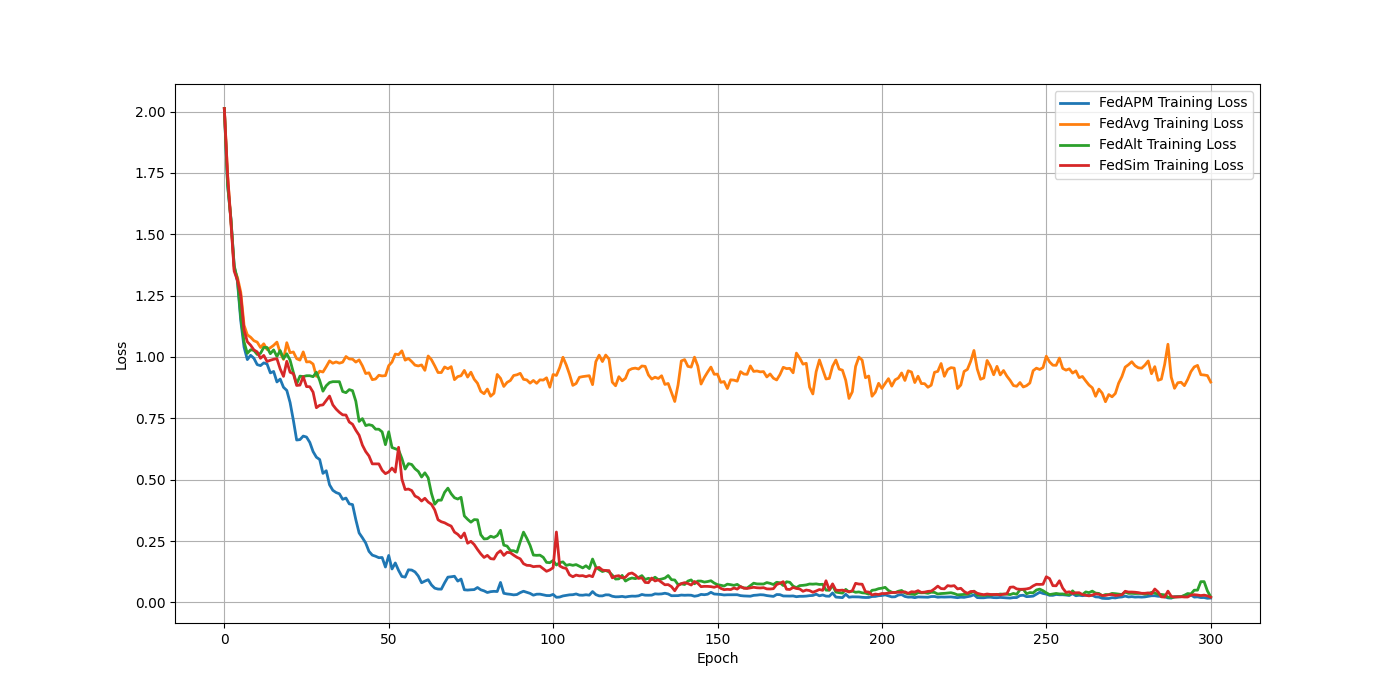 FedAPM Training Loss
FedAvg Training Loss
FedAlt Training Loss
FedSim Training Loss
2.00
1.75
1.50
1.25
1.00
0.75
0.50
0.25
0.00
Loss
0 50 100 150 200 250 300
Epoch